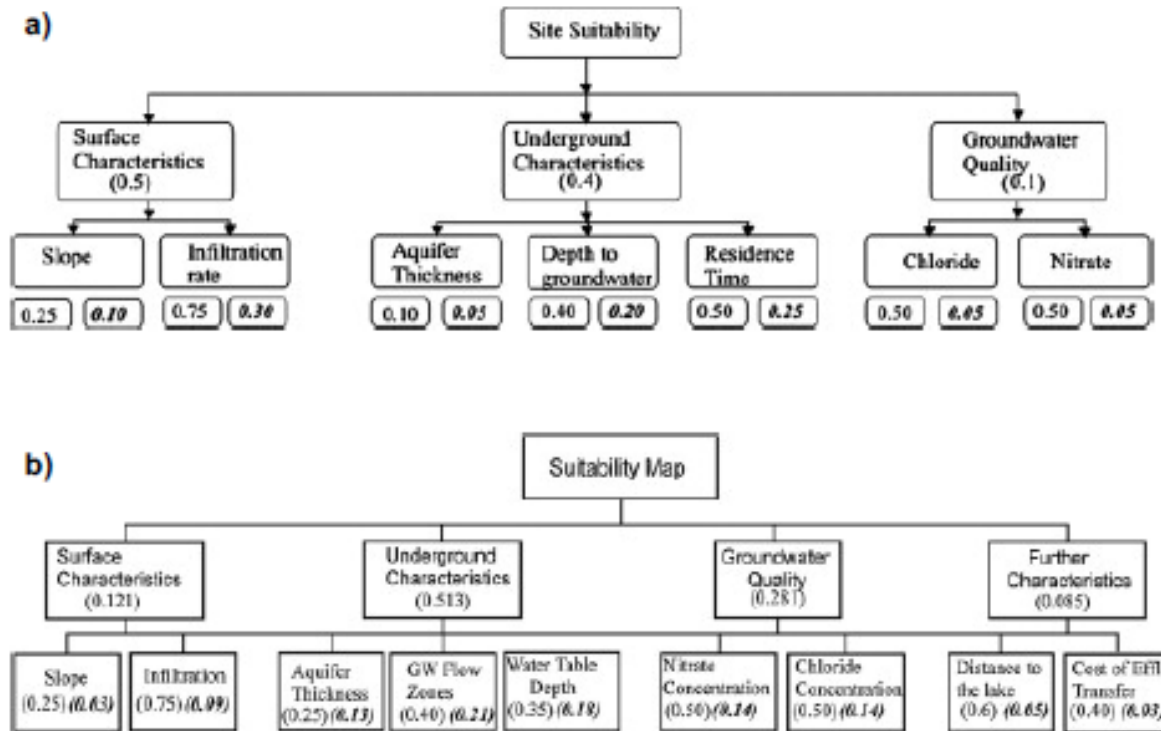 a)
Site Suitability
Surface
Characteristics
(0.5)
Underground
Characteristics
(0.4)
Groundwater
Quality
(0.1)
Slope
Infiltration
rate
Aquifer
Thickness
Depth to
groundwater
Residence
Time
Chloride
Nitrate
0.25 0.10 0.75 0.30 0.10 0.05 0.40 0.20 0.50 0.25 0.50 0.05 0.50 0.05
b)
Suitability Map
Surface
Characteristics
(0.121)
Underground
Characteristics
(0.513)
Groundwater
Quality
(0.281)
Further
Characteristics
(0.085)
Slope
(0.25) (0.03)
Infiltration
(0.75) (0.09)
Aquifer
Thickness
(0.25) (0.13)
GW Flow
Zones
(0.40) (0.21)
Water Table
Depth
(0.35) (0.18)
Nitrate
Concentration
(0.50) (0.14)
Chloride
Concentration
(0.50) (0.14)
Distance to
the lake
(0.6) (0.05)
Cost of Effl
Transfer
(0.40) (0.03)